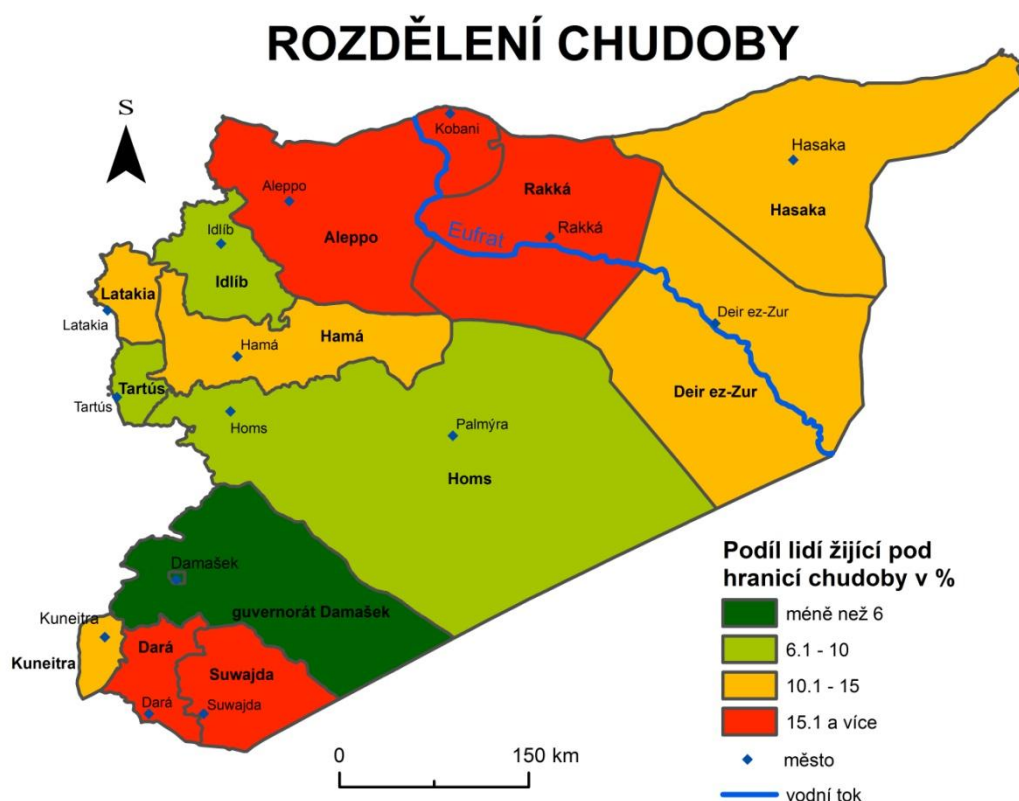 ROZDĚLENÍ CHUDOBY
S
Kobani
Hasaka
Aleppo
Rakká
Hasaka
Idlíb
Aleppo
Eufrat
Rakká
Idlíb
Latakia
Latakia
Hamá
Hamá
Deir ez-Zur
Tartús
Tartús
Deir ez-Zur
Homs
Palmýra
Homs
Damašek
guvernorát Damašek
Kuneitra
Kuneitra
Dará
Suwajda
Dará
Suwajda
Podíl lidí žijící pod
hranicí chudoby v %
méně než 6
6.1 - 10
10.1 - 15
15.1 a více
město
vodní tok
0 150 km